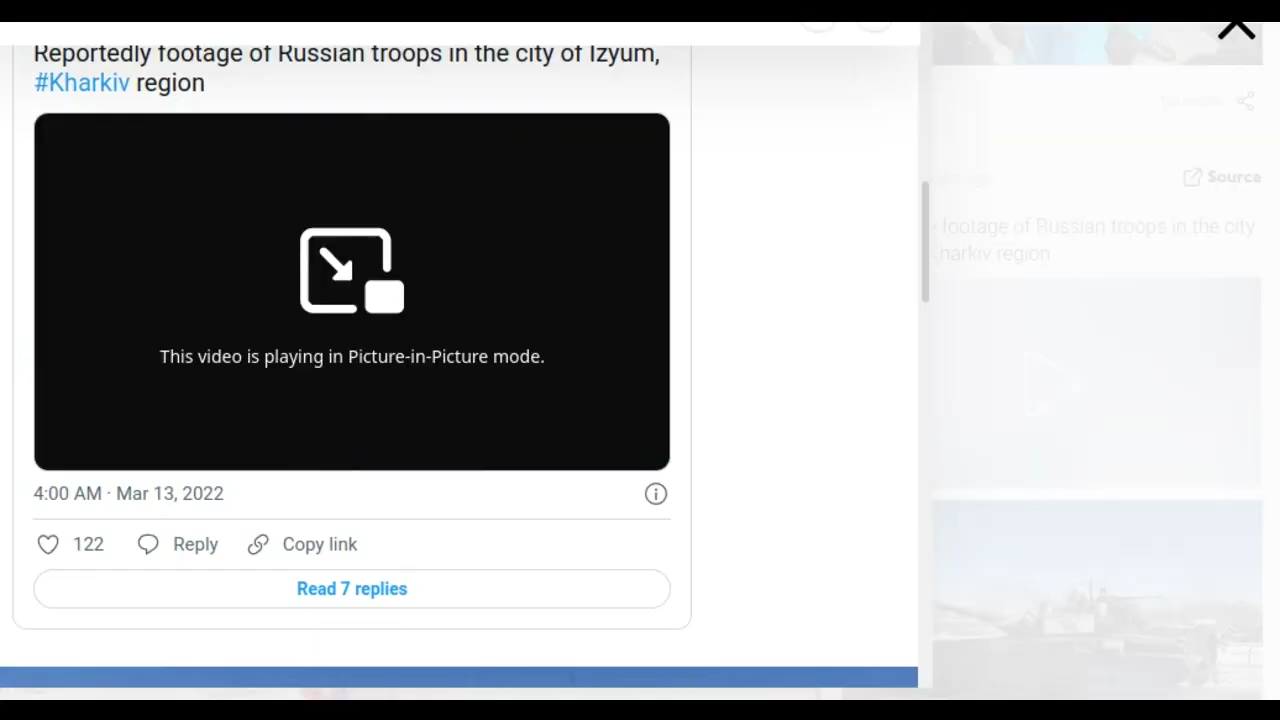 Reportedly footage of Russian troops in the city of Izyum,
#Kharkiv region
This video is playing in Picture-in-Picture mode.
4:00 AM · Mar 13, 2022
122 Reply Copy link
Read 7 replies
Source
footage of Russian troops in the city
harkiv region